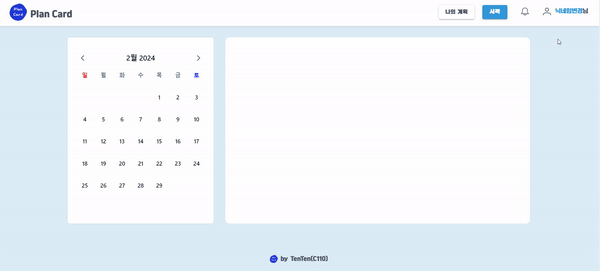 Plan
Card
Plan Card
나의 계획
시작
닉네임변경님
2월 2024
일 월 화 수 목 금 토
1 2 3
4 5 6 7 8 9 10
11 12 13 14 15 16 17
18 19 20 21 22 23 24
25 26 27 28 29
by TenTen(C110)